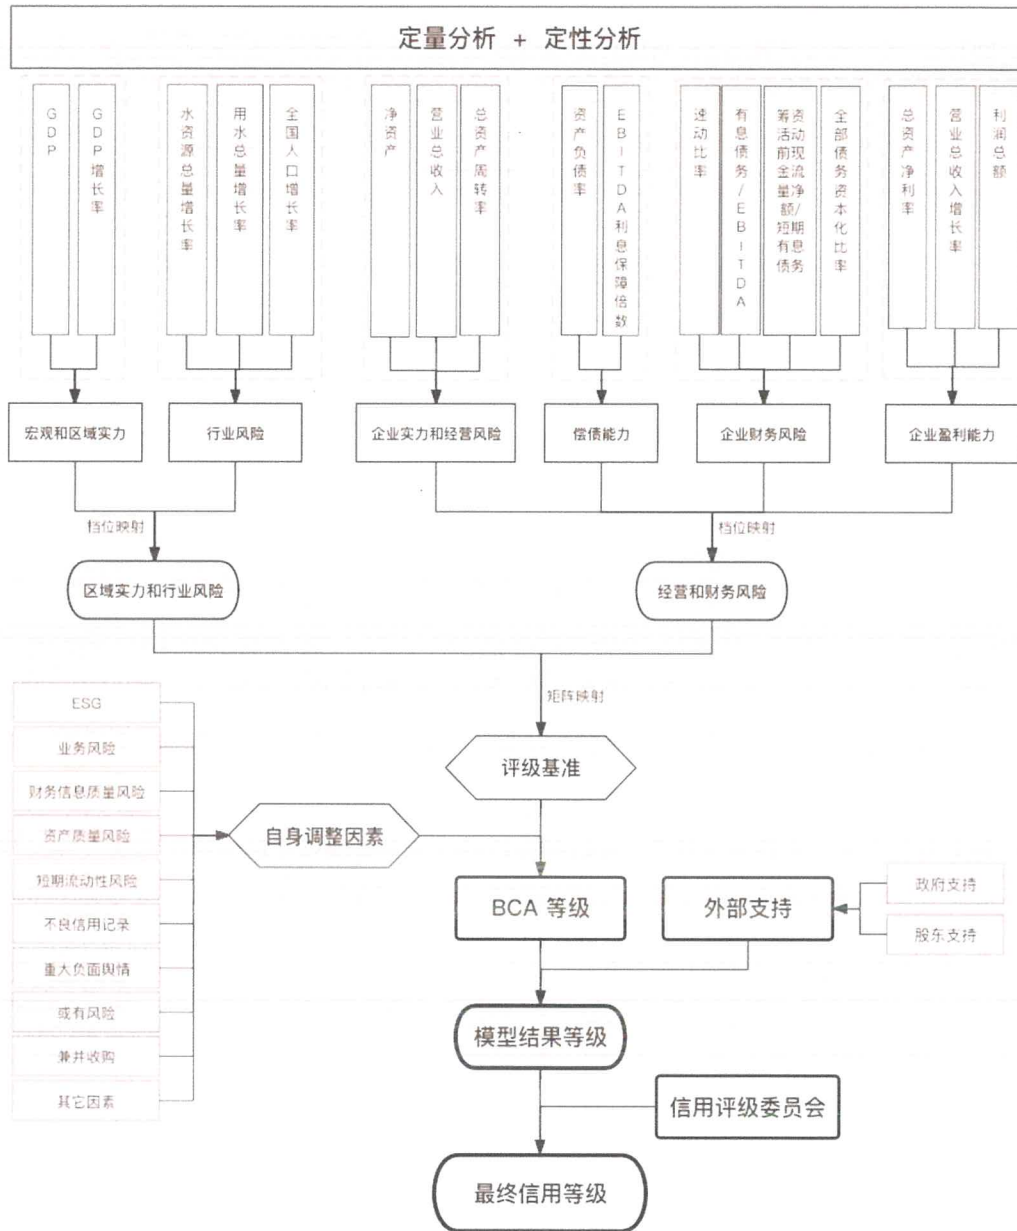 定量分析 + 定性分析
GDP
GDP增长率
水资源总量增长率
用水总量增长率
全国人口增长率
净资产
营业总收入
总资产周转率
资产负债率
EBITDA利息保障倍数
速动比率
有息债务/EBITDA
筹资活动前现金流量净额/短期有息债务
全部债务资本化比率
总资产净利率
营业总收入增长率
利润总额
宏观和区域实力
行业风险
企业实力和经营风险
偿债能力
企业财务风险
企业盈利能力
档位映射
档位映射
区域实力和行业风险
经营和财务风险
矩阵映射
ESG
业务风险
财务信息质量风险
资产质量风险
短期流动性风险
不良信用记录
重大负面舆情
或有风险
兼并收购
其它因素
自身调整因素
评级基准
BCA 等级
外部支持
政府支持
股东支持
模型结果等级
信用评级委员会
最终信用等级